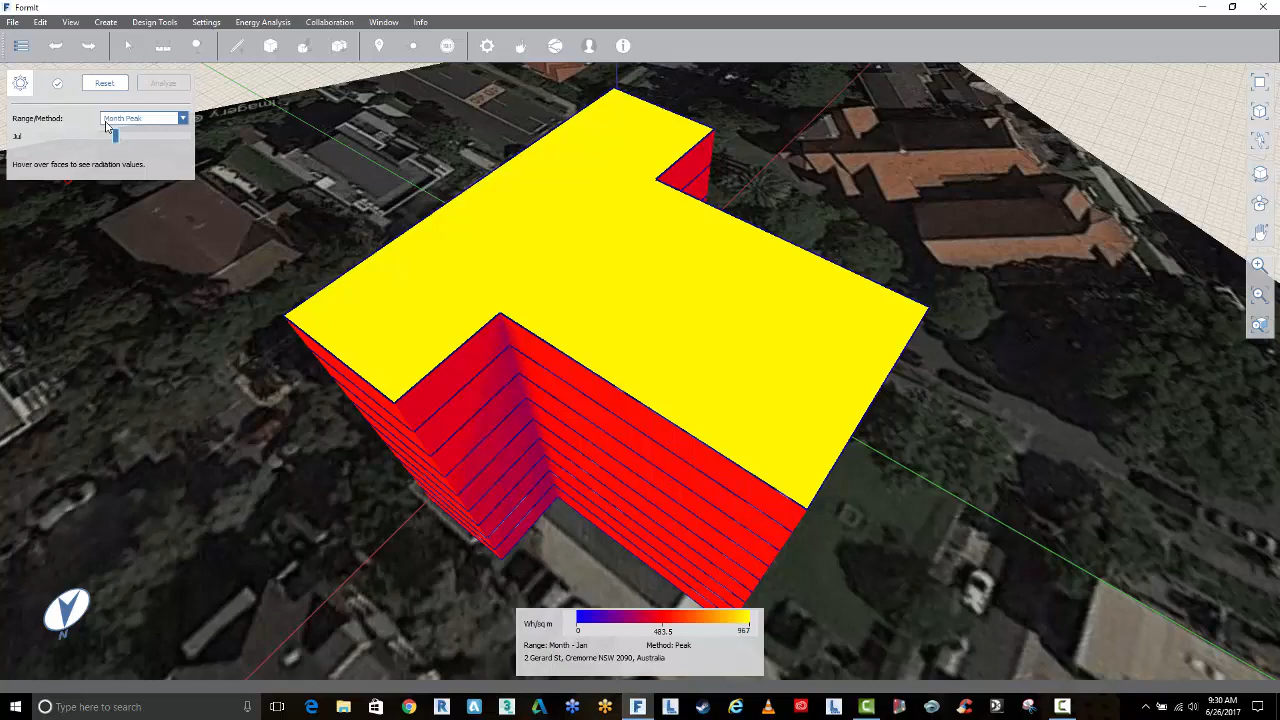 FormIt
File Edit View Create Design Tools Settings Energy Analysis Collaboration Window Info
Reset Analyze
Range/Method: Month Peak
Jul
Hover over faces to see radiation values.
Imagery
N
Wh/sq m
0 483.5 967
Range: Month - Jan Method: Peak
2 Gerard St, Cremorne NSW 2090, Australia
Type here to search
9:30 AM
6/26/2017